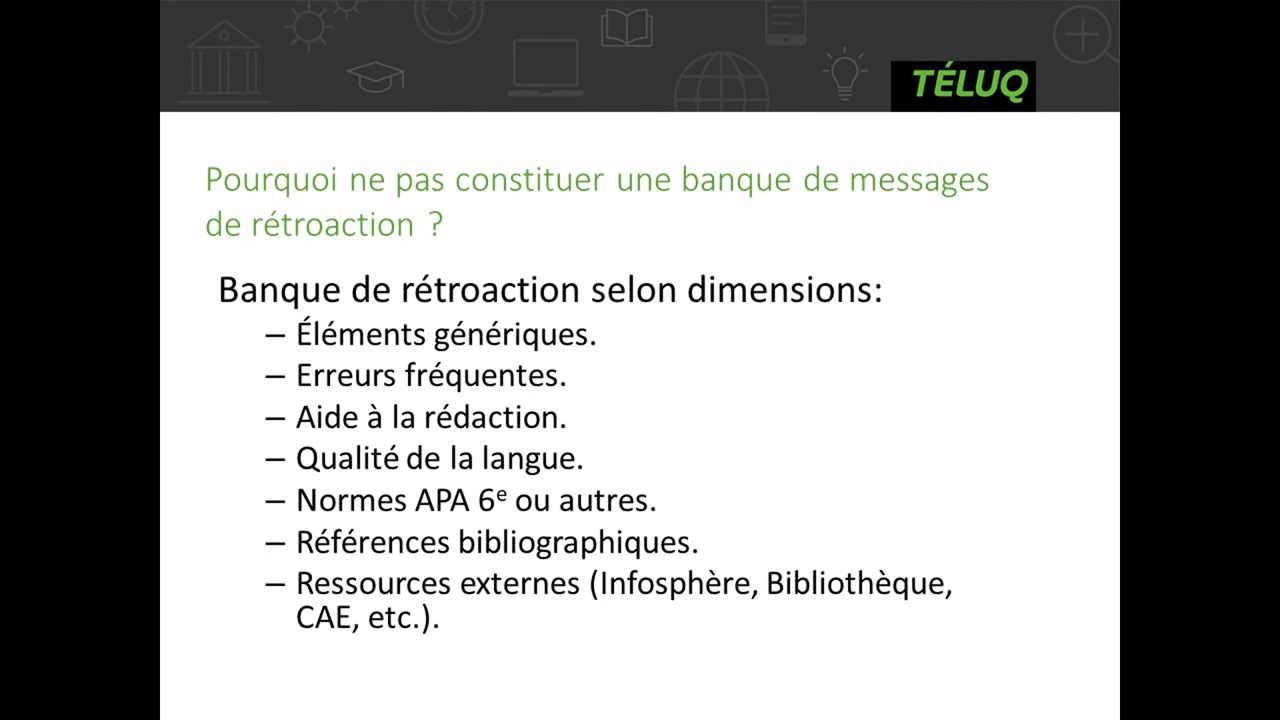 TÉLUQ
Pourquoi ne pas constituer une banque de messages
de rétroaction ?
Banque de rétroaction selon dimensions:
– Éléments génériques.
– Erreurs fréquentes.
– Aide à la rédaction.
– Qualité de la langue.
– Normes APA 6ᵉ ou autres.
– Références bibliographiques.
– Ressources externes (Infosphère, Bibliothèque,
CAE, etc.).